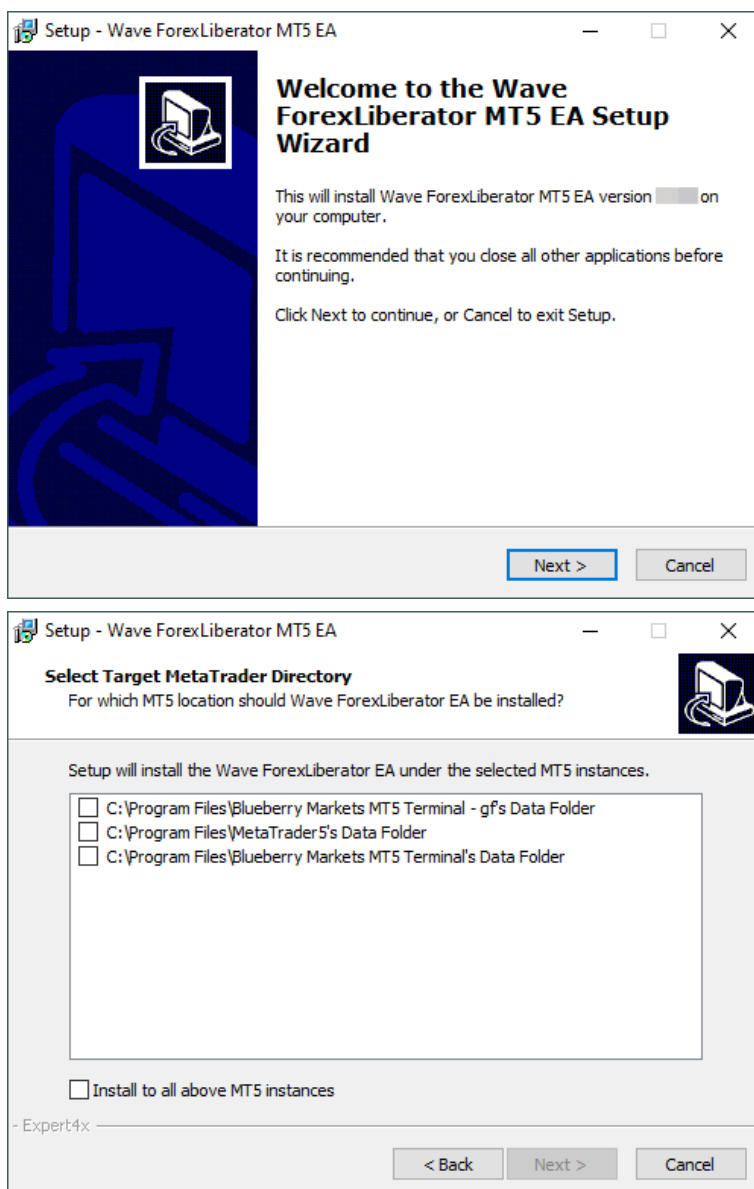 Setup - Wave ForexLiberator MT5 EA
Welcome to the Wave
ForexLiberator MT5 EA Setup
Wizard
This will install Wave ForexLiberator MT5 EA version on
your computer.
It is recommended that you close all other applications before
continuing.
Click Next to continue, or Cancel to exit Setup.
Next >
Cancel
Setup - Wave ForexLiberator MT5 EA
Select Target MetaTrader Directory
For which MT5 location should Wave ForexLiberator EA be installed?
Setup will install the Wave ForexLiberator EA under the selected MT5 instances.
C:\Program Files\Blueberry Markets MT5 Terminal - gf's Data Folder
C:\Program Files\MetaTrader5's Data Folder
C:\Program Files\Blueberry Markets MT5 Terminal's Data Folder
Install to all above MT5 instances
Expert4x
< Back
Next >
Cancel